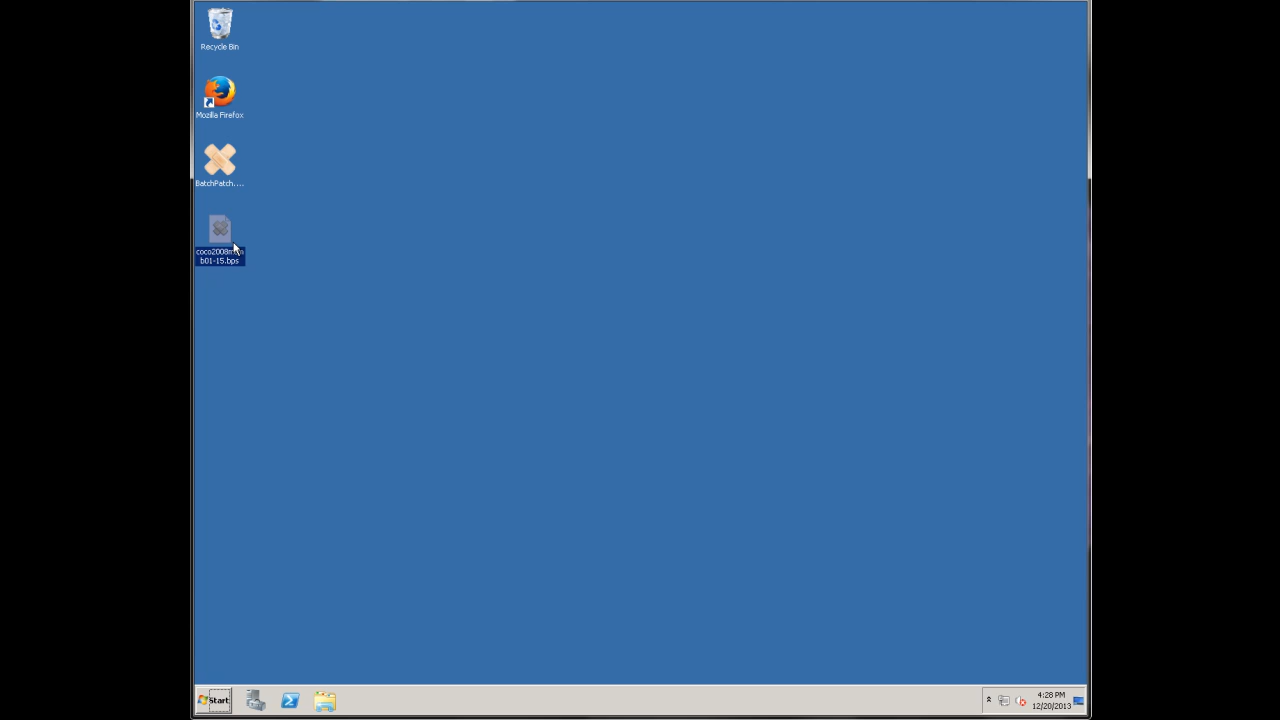 Recycle Bin
Mozilla Firefox
BatchPatch....
b01-15.bps
Start
4:28 PM
12/20/2013